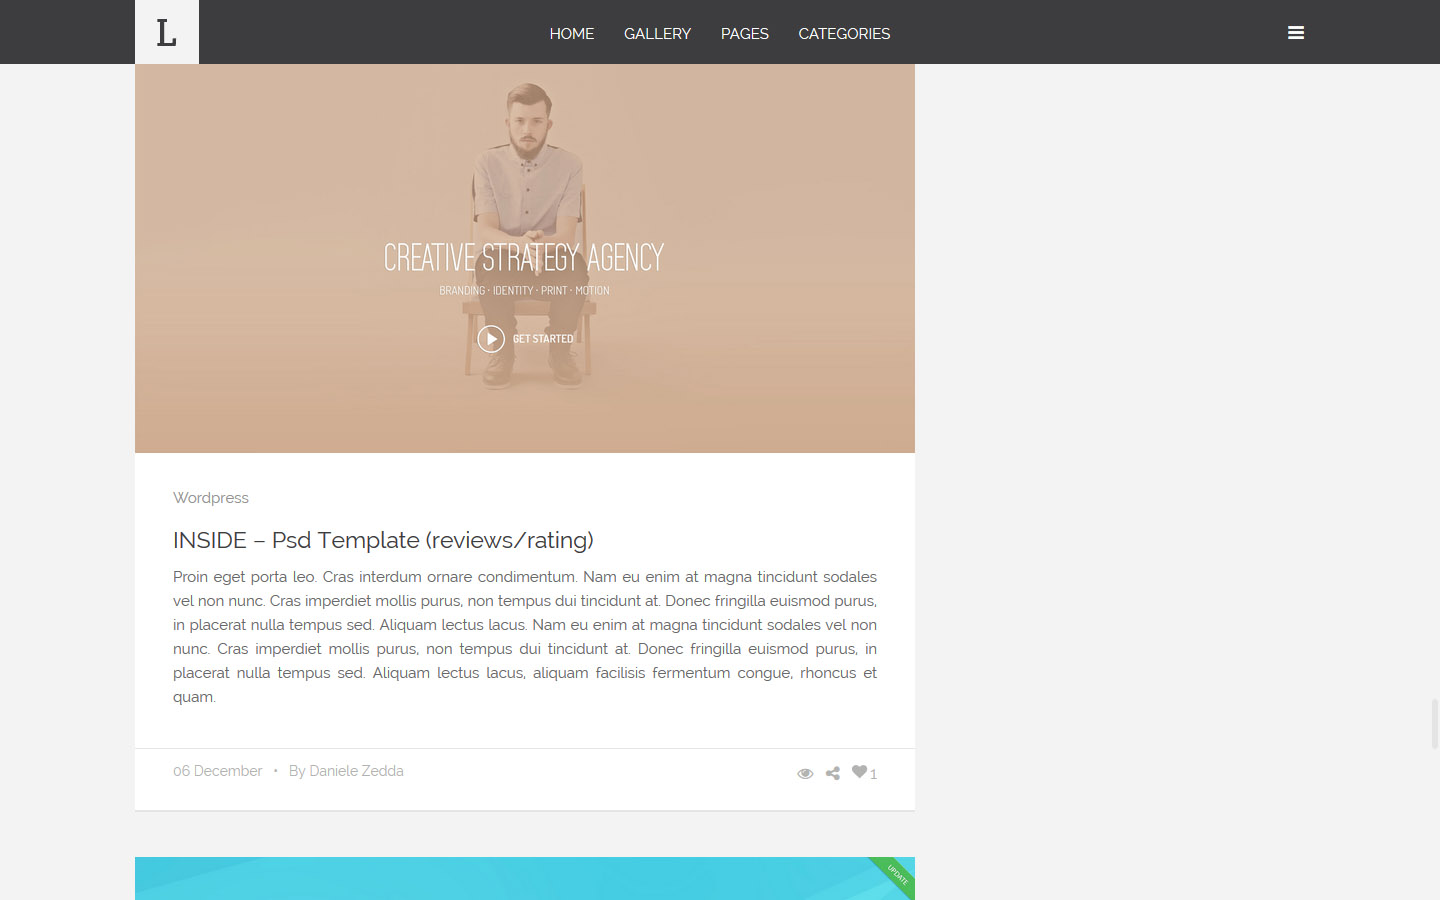 L
HOME GALLERY PAGES CATEGORIES
CREATIVE STRATEGY AGENCY
BRANDING · IDENTITY · PRINT · MOTION
GET STARTED
Wordpress
INSIDE – Psd Template (reviews/rating)
Proin eget porta leo. Cras interdum ornare condimentum. Nam eu enim at magna tincidunt sodales
vel non nunc. Cras imperdiet mollis purus, non tempus dui tincidunt at. Donec fringilla euismod purus,
in placerat nulla tempus sed. Aliquam lectus lacus. Nam eu enim at magna tincidunt sodales vel non
nunc. Cras imperdiet mollis purus, non tempus dui tincidunt at. Donec fringilla euismod purus, in
placerat nulla tempus sed. Aliquam lectus lacus, aliquam facilisis fermentum congue, rhoncus et
quam.
06 December • By Daniele Zedda
1
UPDATE